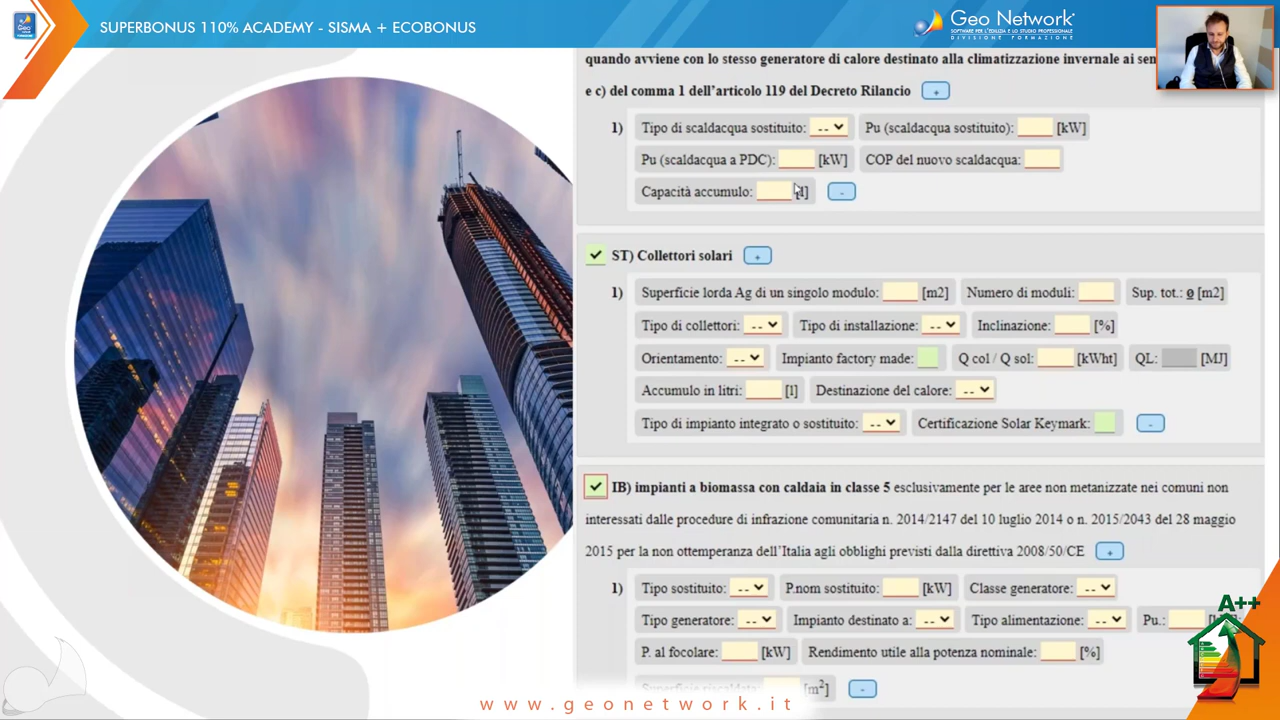 SUPERBONUS 110% ACADEMY - SISMA + ECOBONUS
Geo Network
SOFTWARE PER L'EDILIZIA E LO STUDIO PROFESSIONALE
DIVISIONE FORMAZIONE
quando avviene con lo stesso generatore di calore destinato alla climatizzazione invernale ai sen
e c) del comma 1 dell'articolo 119 del Decreto Rilancio +
1) Tipo di scaldacqua sostituito: -- Pu (scaldacqua sostituito): [kW]
Pu (scaldacqua a PDC): [kW] COP del nuovo scaldacqua:
Capacità accumulo: [l] -
ST) Collettori solari +
1) Superficie lorda Ag di un singolo modulo: [m2] Numero di moduli: Sup. tot.: 0 [m2]
Tipo di collettori: -- Tipo di installazione: -- Inclinazione: [%]
Orientamento: -- Impianto factory made: Q col / Q sol: [kWht] QL: [MJ]
Accumulo in litri: [l] Destinazione del calore: --
Tipo di impianto integrato o sostituito: -- Certificazione Solar Keymark: -
IB) impianti a biomassa con caldaia in classe 5 esclusivamente per le aree non metanizzate nei comuni non
interessati dalle procedure di infrazione comunitaria n. 2014/2147 del 10 luglio 2014 o n. 2015/2043 del 28 maggio
2015 per la non ottemperanza dell'Italia agli obblighi previsti dalla direttiva 2008/50/CE +
1) Tipo sostituito: -- P.nom sostituito: [kW] Classe generatore: --
Tipo generatore: -- Impianto destinato a: -- Tipo alimentazione: -- Pu.:
P. al focolare: [kW] Rendimento utile alla potenza nominale: [%]
Superficie riscaldata: [m²] -
A++
www.geonetwork.it